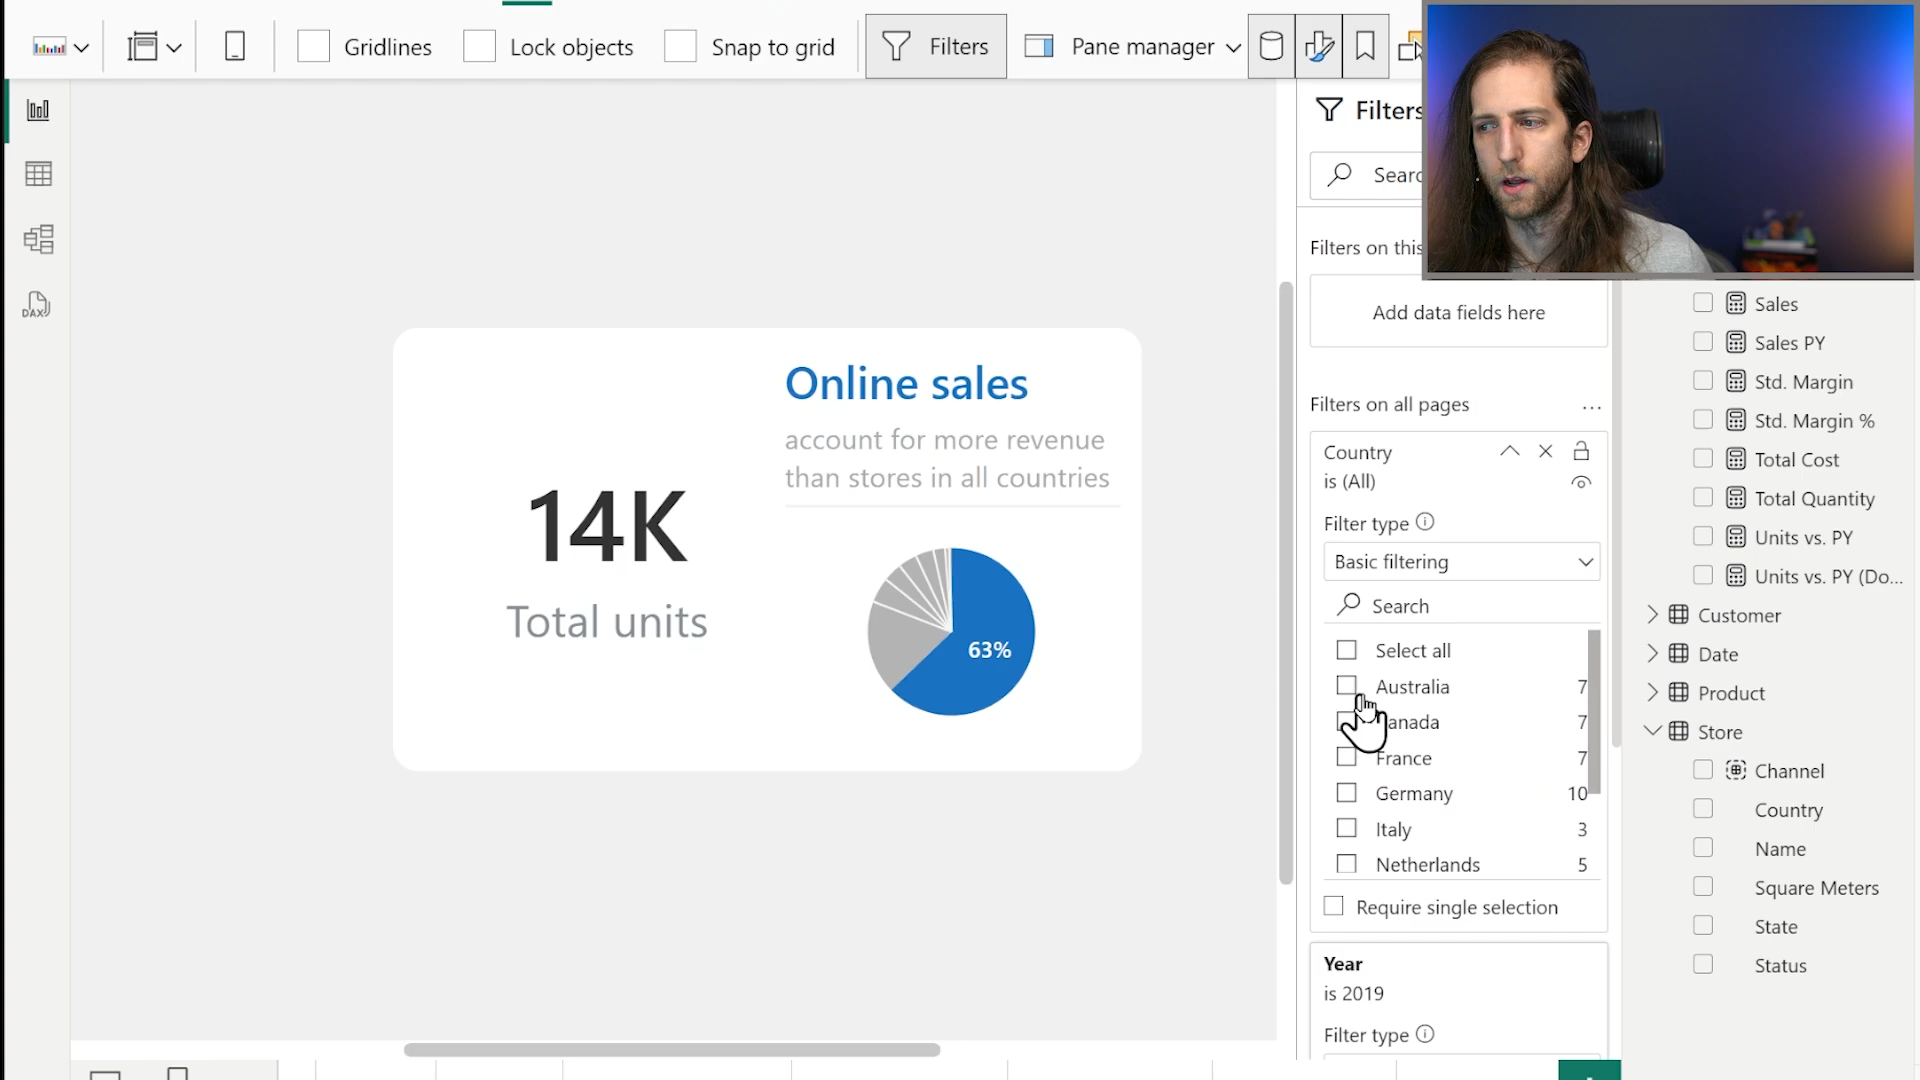 Gridlines
Lock objects
Snap to grid
Filters
Pane manager
DAX
Filters
Filters on this
Add data fields here
Filters on all pages
...
Country
is (All)
Filter type
Basic filtering
Search
Select all
Australia 7
anada 7
France 7
Germany 10
Italy 3
Netherlands 5
Require single selection
Year
is 2019
Filter type
Online sales
account for more revenue
than stores in all countries
14K
Total units
63%
Sales
Sales PY
Std. Margin
Std. Margin %
Total Cost
Total Quantity
Units vs. PY
Units vs. PY (Do...
Customer
Date
Product
Store
Channel
Country
Name
Square Meters
State
Status